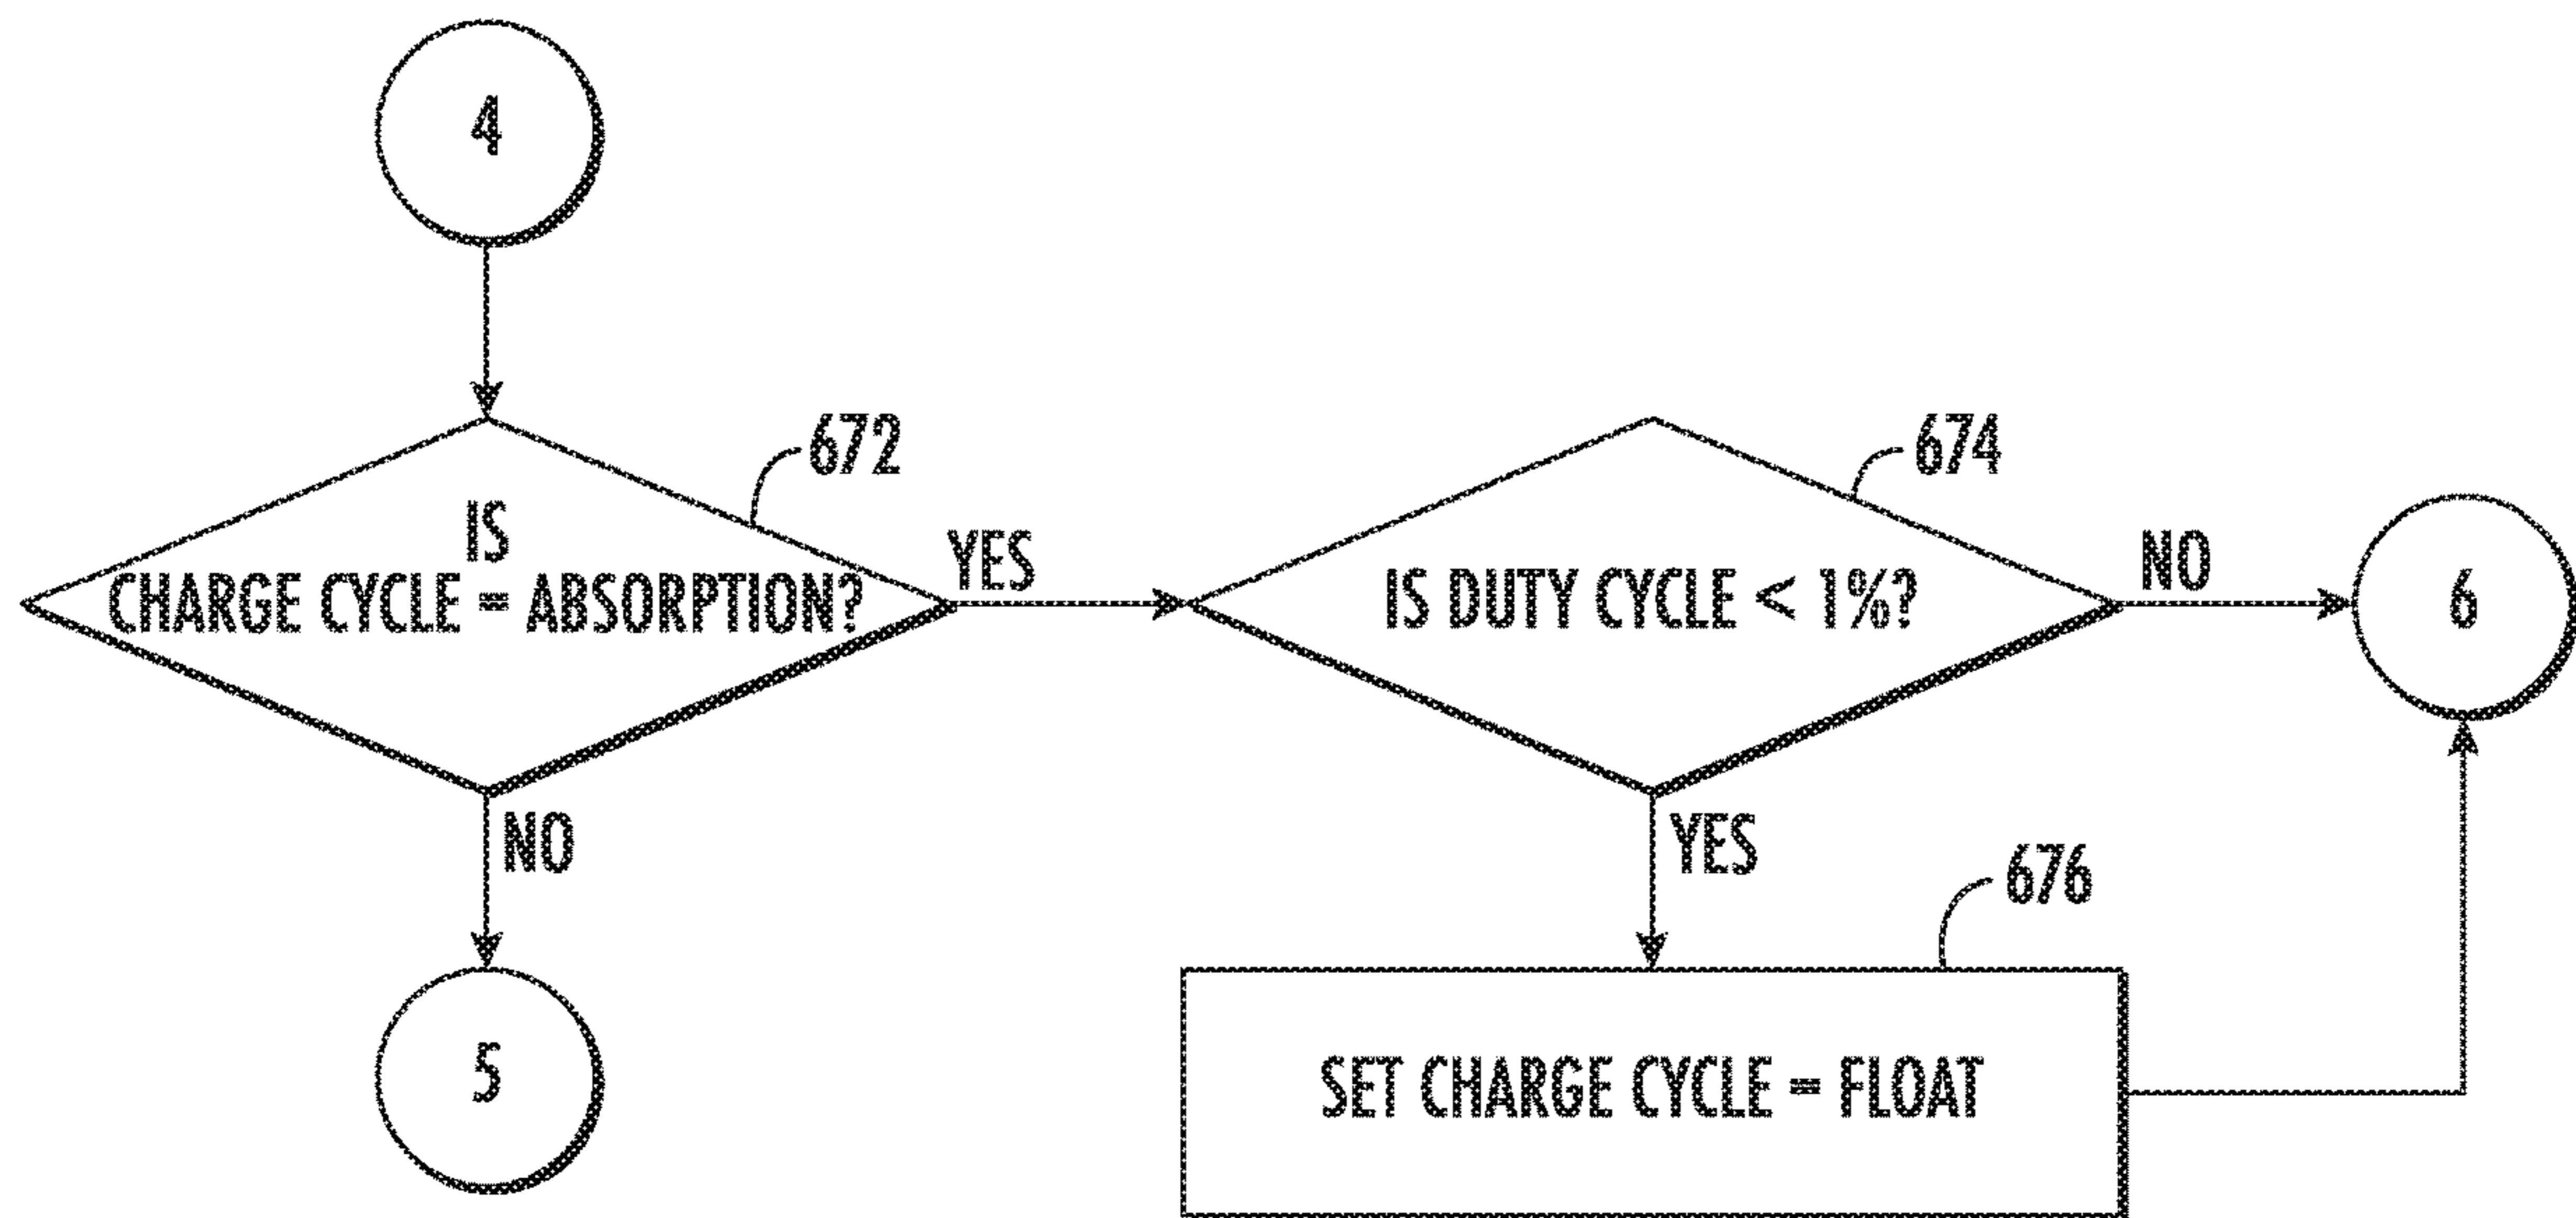 4
672
IS
CHARGE CYCLE = ABSORPTION?
YES
NO
5
674
IS DUTY CYCLE < 1%?
NO
6
YES
676
SET CHARGE CYCLE = FLOAT